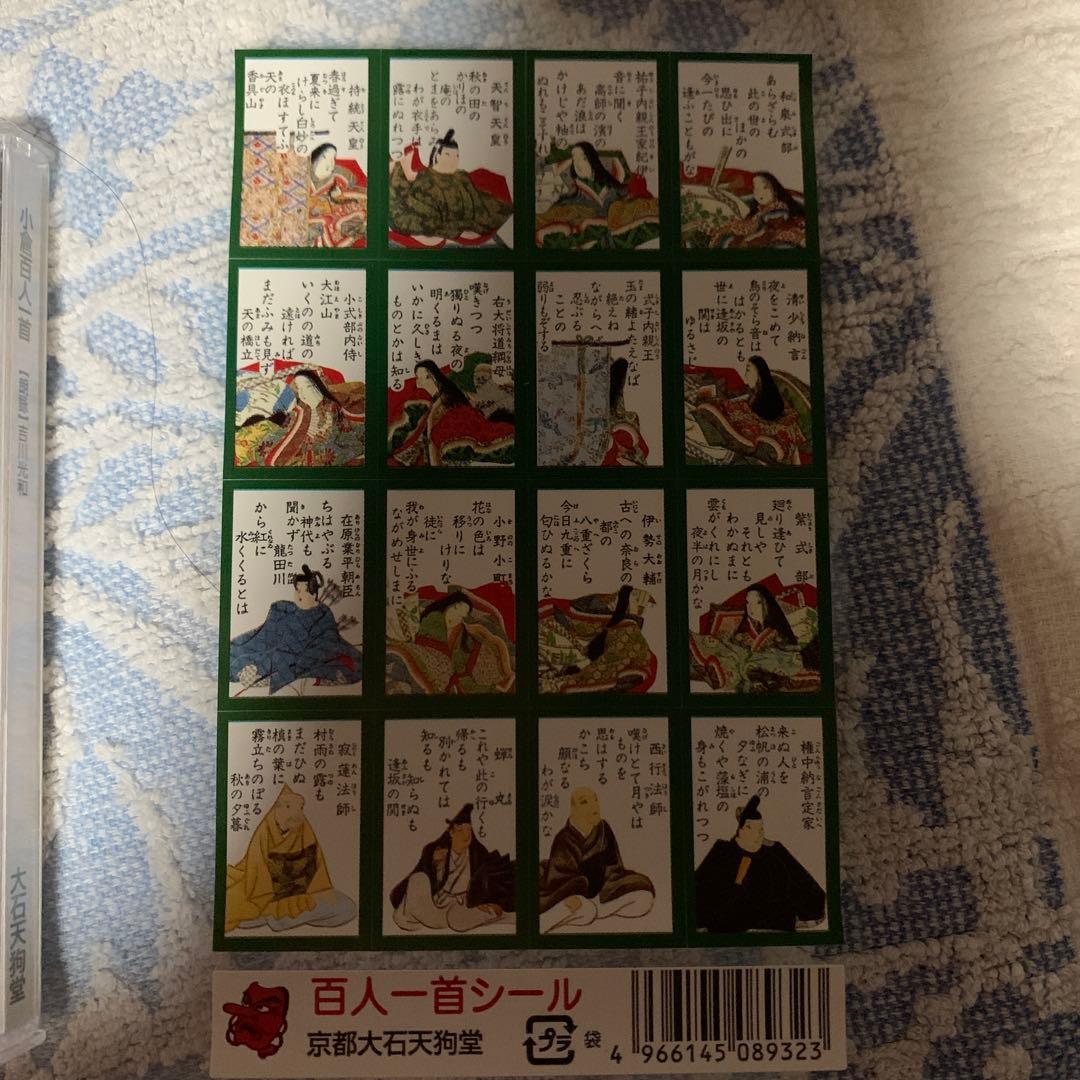 和泉式部
あらざらむ
此の世の
ほかの
思ひ出に
今一たびの
逢ふこともがな
祐子内親王家紀伊
音に聞く
高師の濱の
あだ浪は
かけじや袖の
ぬれもこすれ
天智天皇
秋の田の
かりほの
庵の
とまをあらみ
わが衣手は
露にぬれつつ
持統天皇
春過ぎて
夏来に
けらし白妙の
衣ほすてふ
天の
香具山
清少納言
夜をこめて
鳥のそら音は
はかるとも
世に逢坂の
関は
ゆるさじ
式子内親王
玉の緒よたえなば
絶えね
ながらへば
忍ぶる
ことの
弱りもぞする
右大将道綱母
嘆きつつ
獨りぬる夜の
明くるまは
いかに久しき
ものとかは知る
小式部内侍
大江山
いくのの道の
遠ければ
まだふみも見ず
天の橋立
紫式部
廻り逢ひて
見しや
それとも
わかぬまに
雲がくれにし
夜半の月かな
伊勢大輔
古への奈良の
都の
八重ざくら
今日九重に
匂ひぬるかな
小野小町
花の色は
移りに
けりな
徒に
我が身世にふる
ながめせしまに
在原業平朝臣
ちはやぶる
神代も
聞かず
龍田川
から紅に
水くくるとは
権中納言定家
来ぬ人を
松帆の浦の
夕なぎに
焼くや藻塩の
身もこがれつつ
西行法師
嘆けとて月やは
ものを
思はする
かこち
顔なる
わが涙かな
蝉丸
これや此の行くも
帰るも
別かれては
知るも
知らぬも
逢坂の関
寂蓮法師
村雨の露も
まだひぬ
槙の葉に
霧立ちのぼる
秋の夕暮
百人一首シール
京都大石天狗堂
プラ
袋
4 966145 089323
小倉百人一首
【朗詠】吉川光和
大石天狗堂